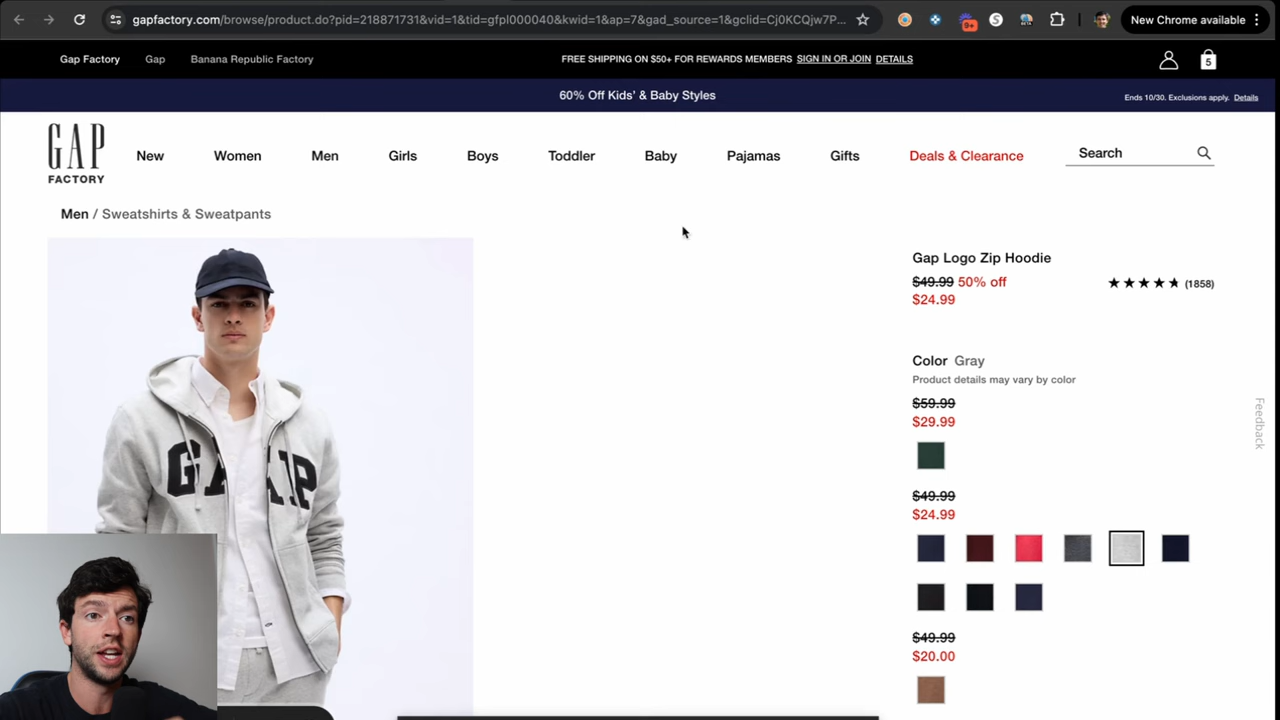 gapfactory.com/browse/product.do?pid=218871731&vid=1&tid=gfpl000040&kwid=1&ap=7&gad_source=1&gclid=Cj0KCQjw7P...
9+
S
BETA
New Chrome available
Gap Factory
Gap
Banana Republic Factory
FREE SHIPPING ON $50+ FOR REWARDS MEMBERS SIGN IN OR JOIN DETAILS
5
60% Off Kids' & Baby Styles
Ends 10/30. Exclusions apply. Details
GAP
FACTORY
New
Women
Men
Girls
Boys
Toddler
Baby
Pajamas
Gifts
Deals & Clearance
Search
Men / Sweatshirts & Sweatpants
GAP
Gap Logo Zip Hoodie
$49.99 50% off
(1858)
$24.99
Color Gray
Product details may vary by color
$59.99
$29.99
Feedback
$49.99
$24.99
$49.99
$20.00